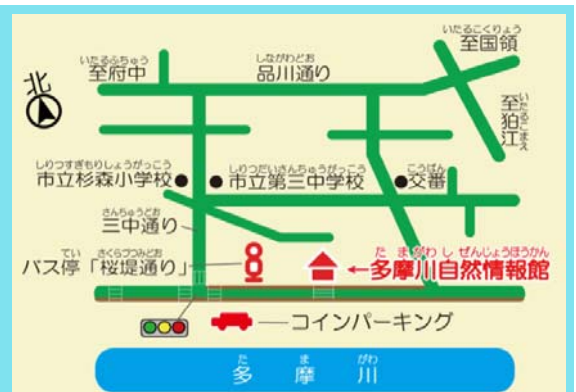 いたるこくりょう
至国領
いたるふちゅう
至府中
しながわどお
品川通り
北
いたるこまえ
至狛江
しりつすぎもりしょうがっこう
市立杉森小学校
しりつだいさんちゅうがっこう
市立第三中学校
こうばん
交番
さんちゅうどお
三中通り
てい さくらづつみどお
バス停「桜堤通り」
たまがわしぜんじょうほうかん
←多摩川自然情報館
コインパーキング
た ま がわ
多摩川